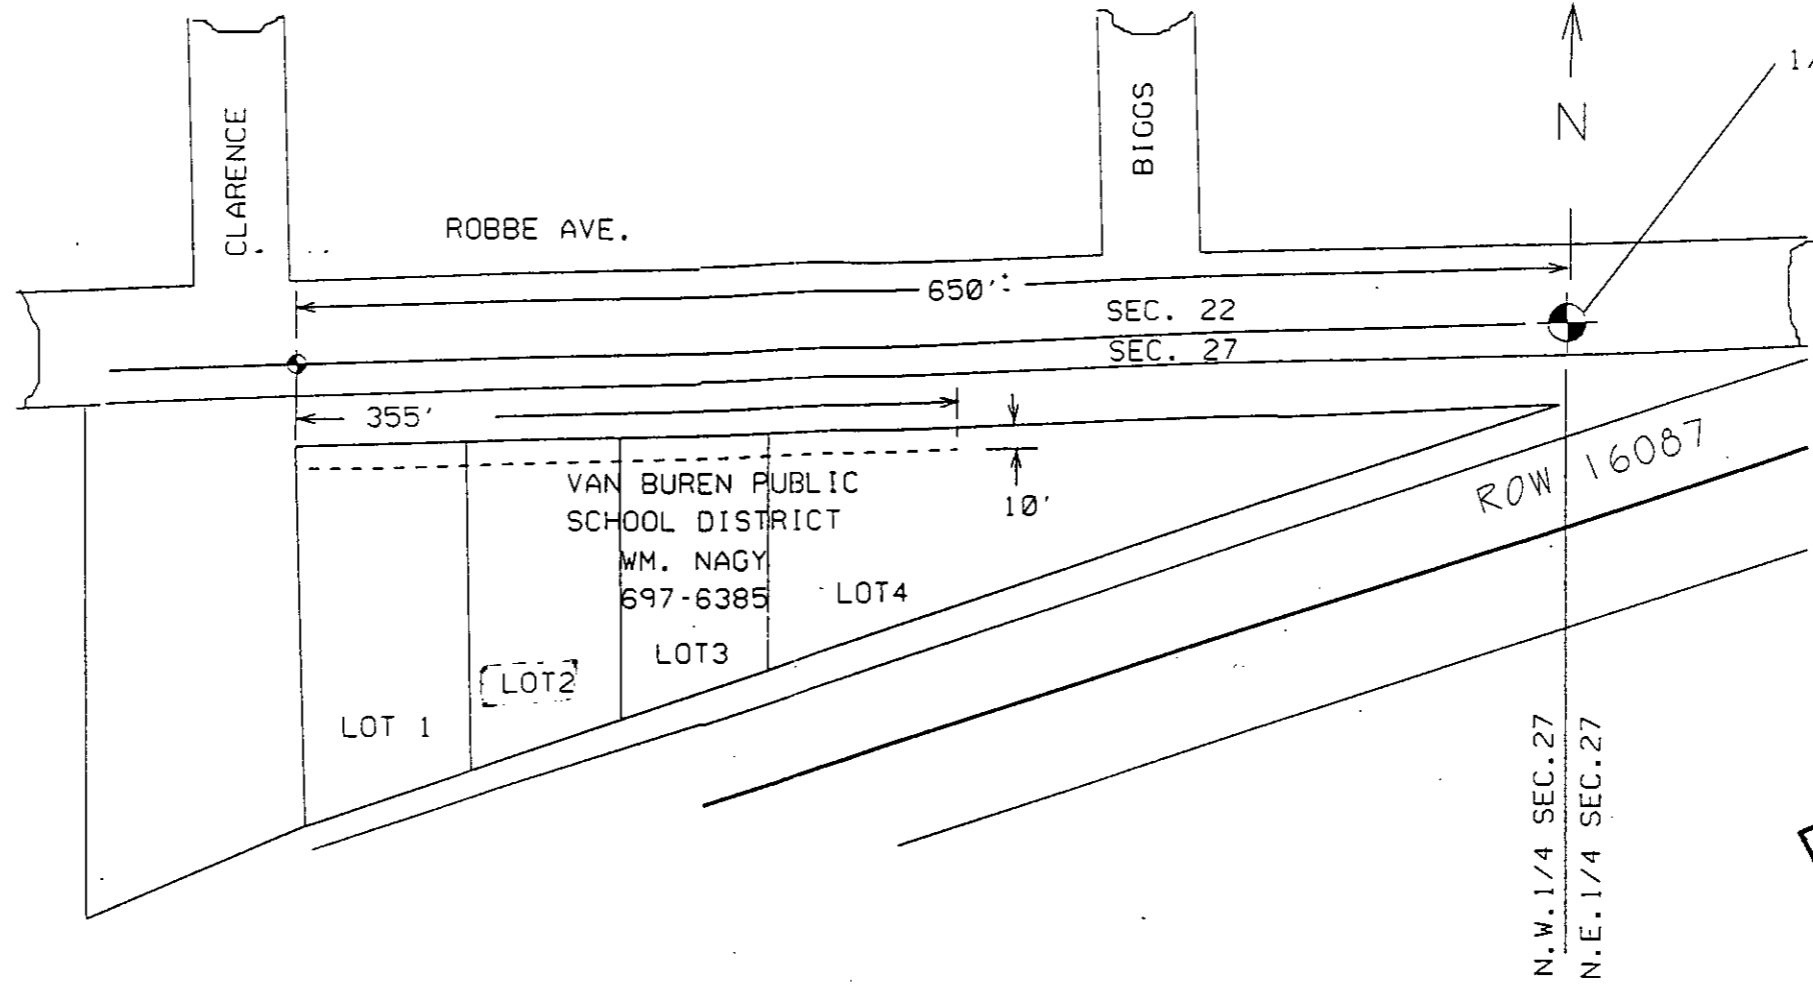 CLARENCE
BIGGS
N
1/
ROBBE AVE.
650'±
SEC. 22
SEC. 27
355'
10'
VAN BUREN PUBLIC
SCHOOL DISTRICT
WM. NAGY
697-6385
LOT4
LOT3
LOT2
LOT 1
ROW 16087
N.W.1/4 SEC.27
N.E.1/4 SEC.27